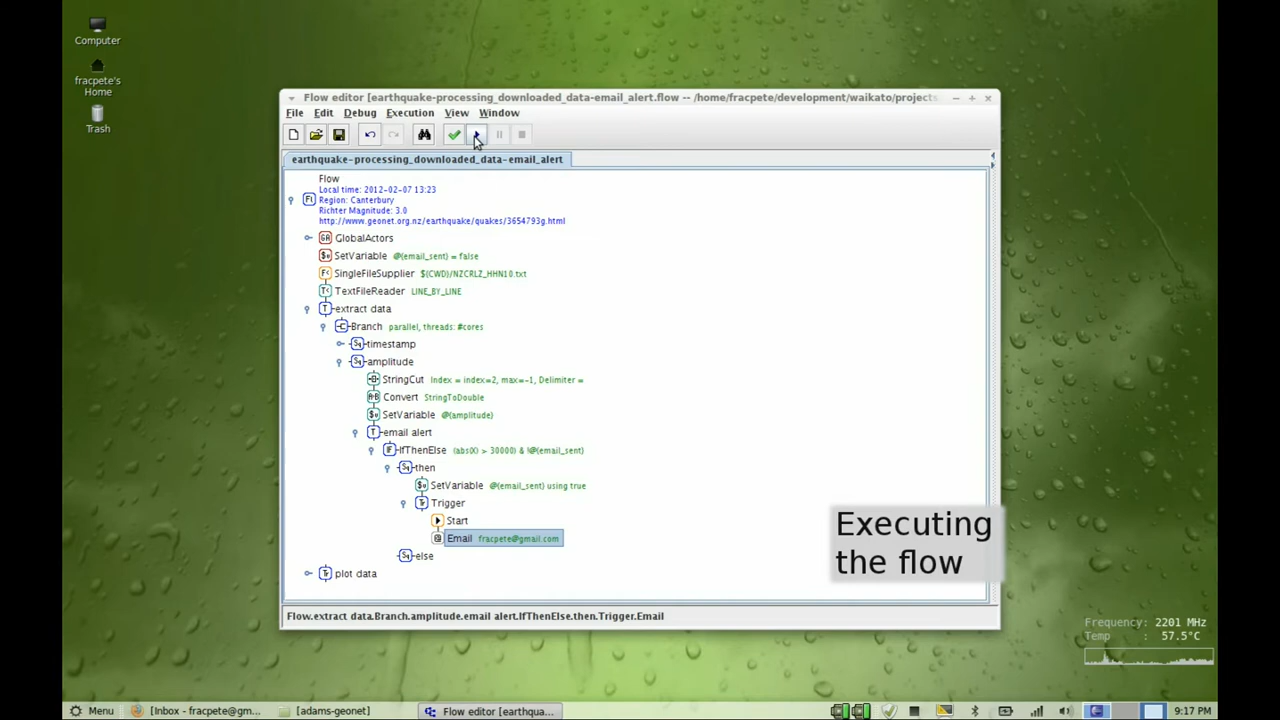 Computer
fracpete's
Home
Trash
Flow editor [earthquake-processing_downloaded_data-email_alert.flow -- /home/fracpete/development/waikato/projects
File Edit Debug Execution View Window
earthquake-processing_downloaded_data-email_alert
Flow
Local time: 2012-02-07 13:23
Region: Canterbury
Richter Magnitude: 3.0
http://www.geonet.org.nz/earthquake/quakes/3654793g.html
GlobalActors
SetVariable @{email_sent} = false
SingleFileSupplier ${CWD}/NZCRLZ_HHN10.txt
TextFileReader LINE_BY_LINE
extract data
Branch parallel, threads: #cores
timestamp
amplitude
StringCut Index = index=2, max=-1, Delimiter =
Convert StringToDouble
SetVariable @{amplitude}
email alert
IfThenElse (abs(X) > 30000) & !@{email_sent}
then
SetVariable @{email_sent} using true
Trigger
Start
Email fracpete@gmail.com
else
plot data
Executing
the flow
Flow.extract data.Branch.amplitude.email alert.IfThenElse.then.Trigger.Email
Frequency: 2201 MHz
Temp : 57.5°C
Menu [Inbox - fracpete@gm... [adams-geonet] Flow editor [earthqua... 9:17 PM